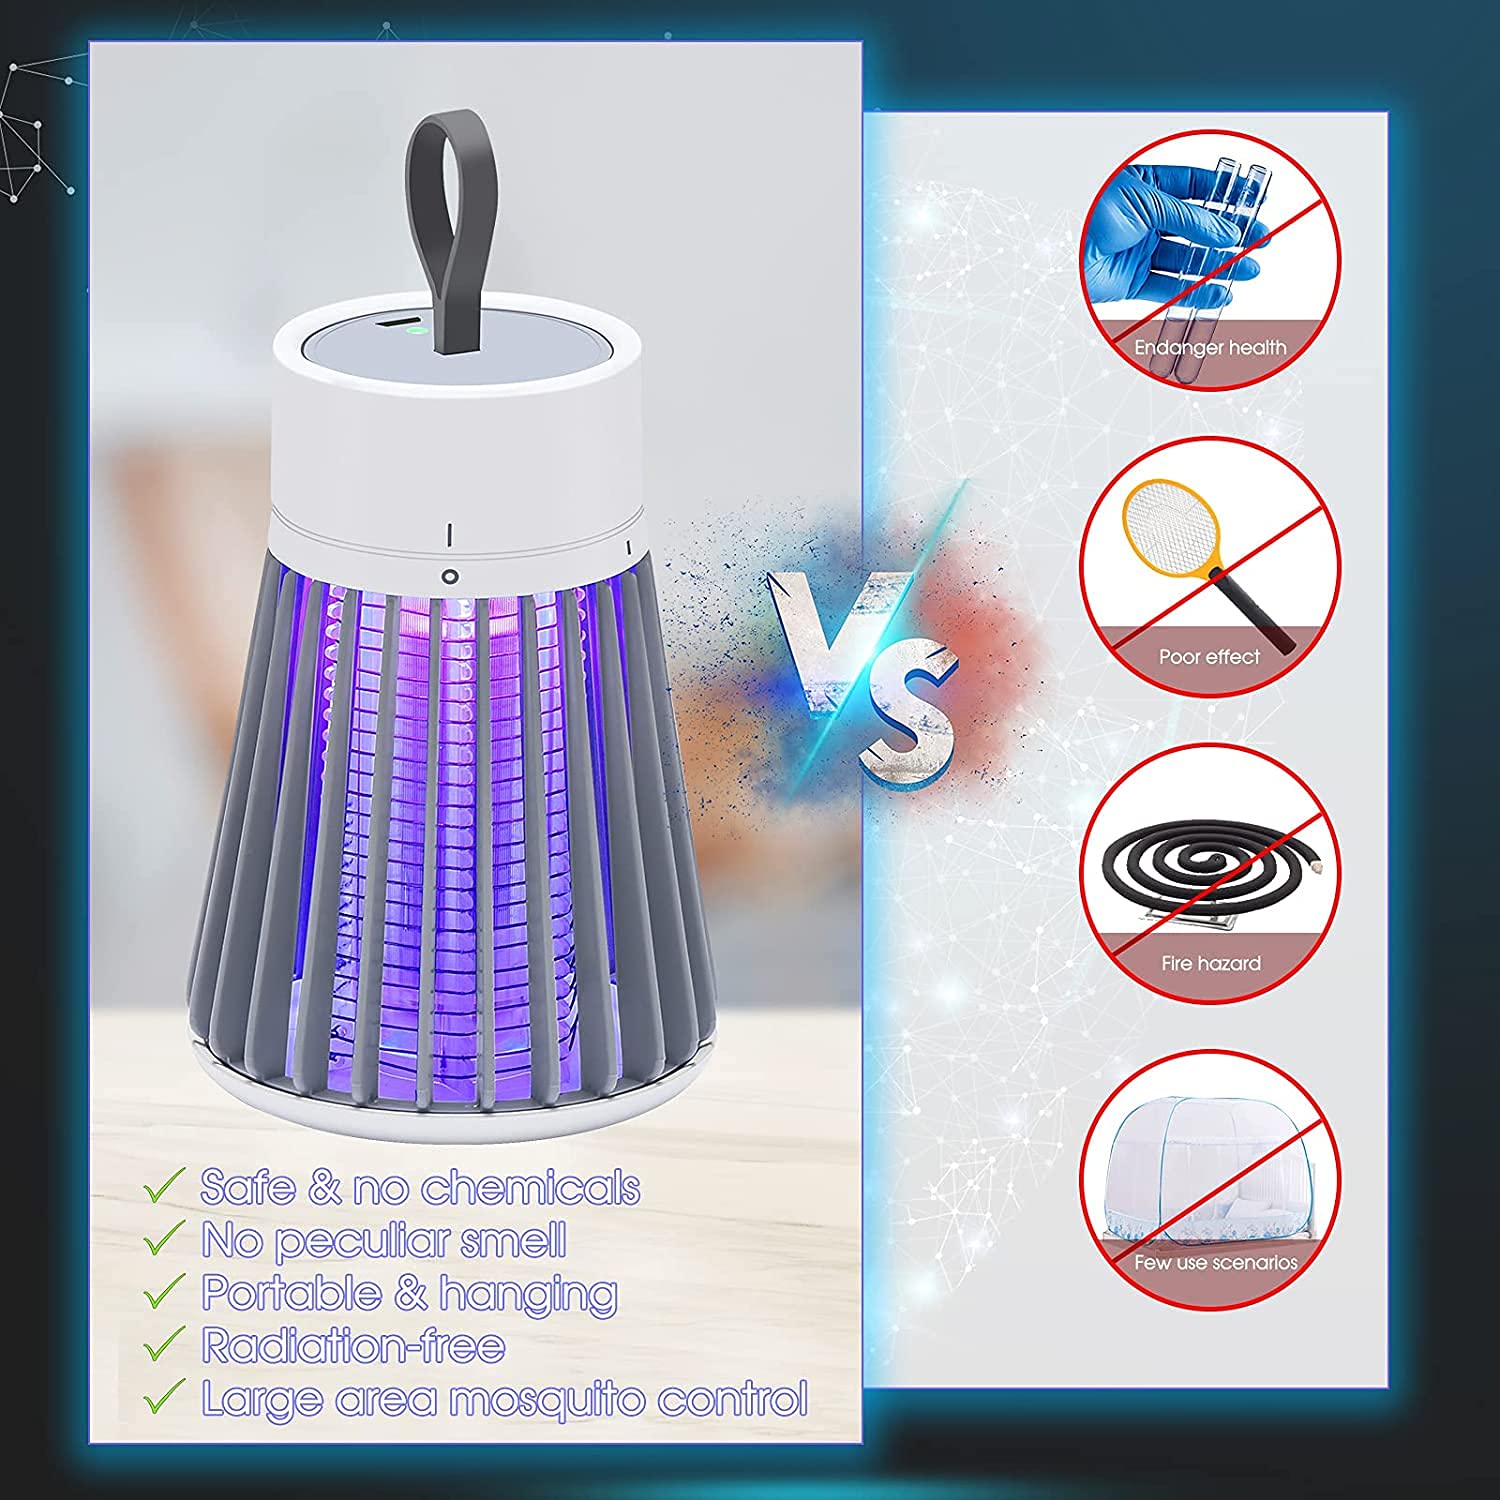 Safe & no chemicals
No peculiar smell
Portable & hanging
Radiation-free
Large area mosquito control
VS
Endanger health
Poor effect
Fire hazard
Few use scenarios